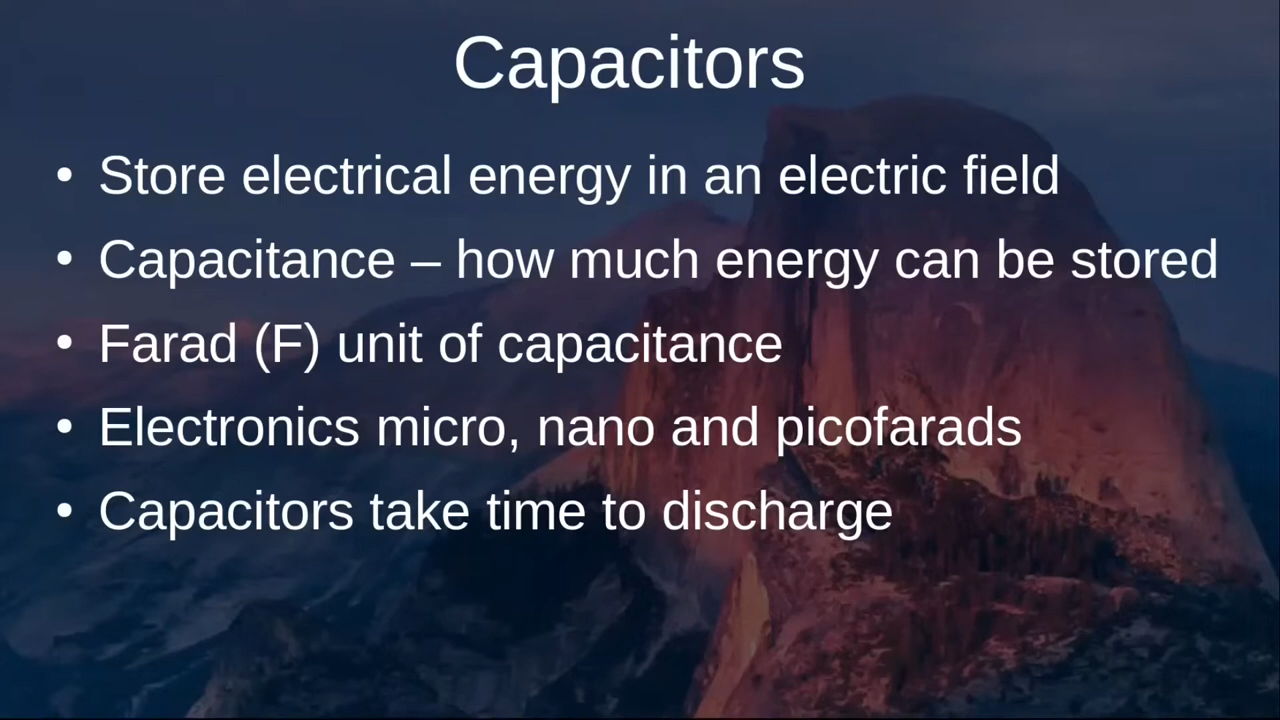 Capacitors
• Store electrical energy in an electric field
• Capacitance – how much energy can be stored
• Farad (F) unit of capacitance
• Electronics micro, nano and picofarads
• Capacitors take time to discharge